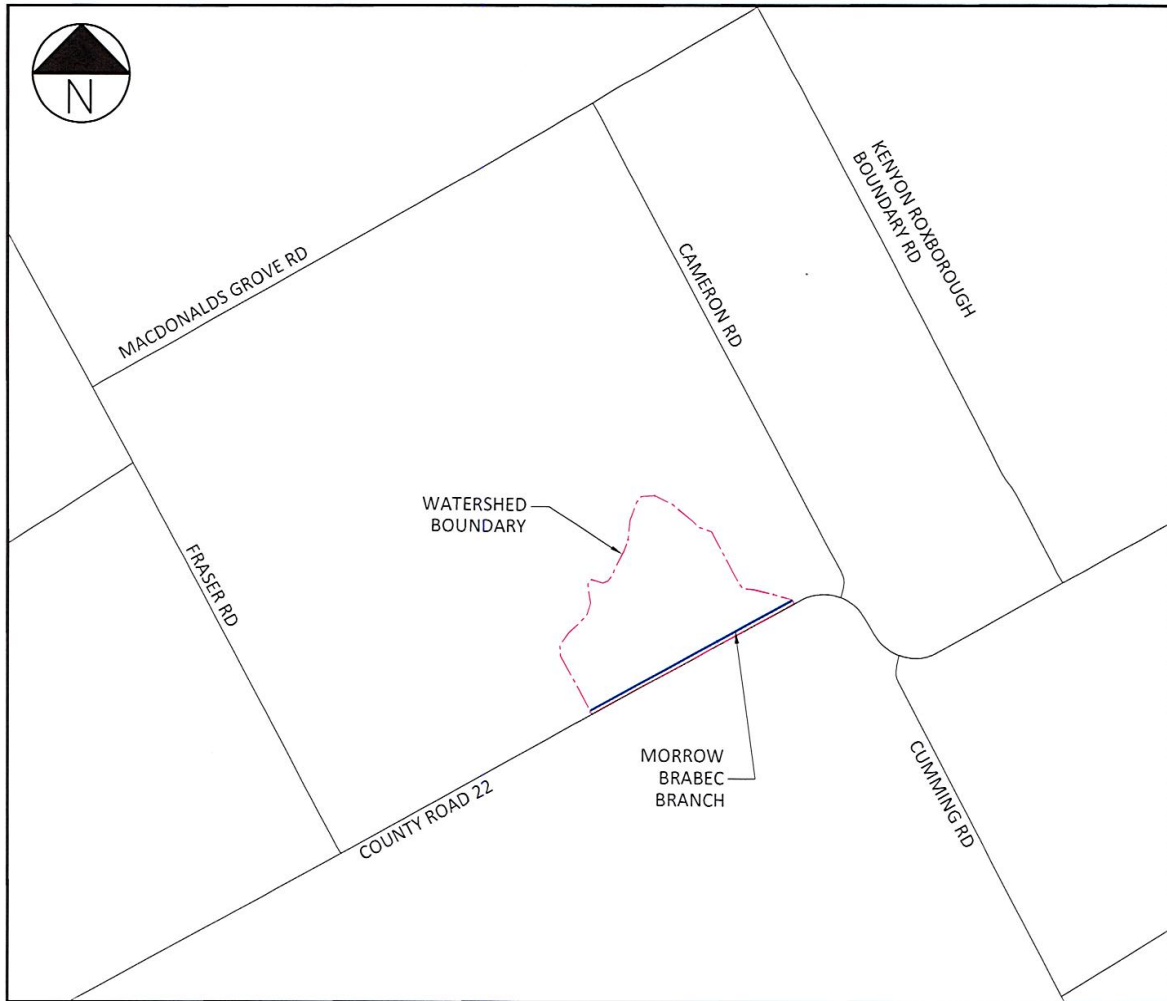 N
MACDONALDS GROVE RD
KENYON ROXBOROUGH
BOUNDARY RD
CAMERON RD
WATERSHED
BOUNDARY
FRASER RD
MORROW
BRABEC
BRANCH
COUNTY ROAD 22
CUMMING RD